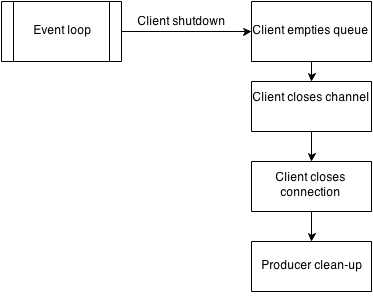 Event loop
Client shutdown
Client empties queue
Client closes channel
Client closes
connection
Producer clean-up